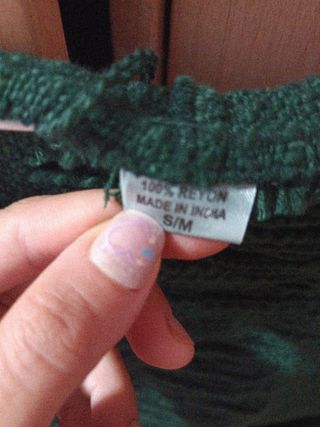 100% REYON
MADE IN INDIA
S/M